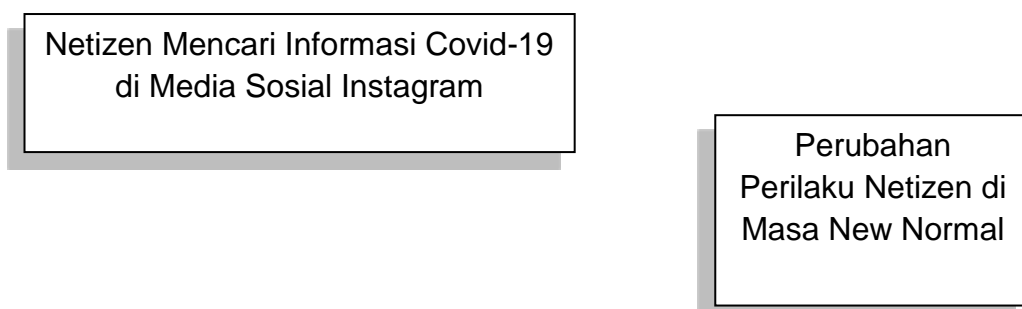 Netizen Mencari Informasi Covid-19
di Media Sosial Instagram
Perubahan
Perilaku Netizen di
Masa New Normal